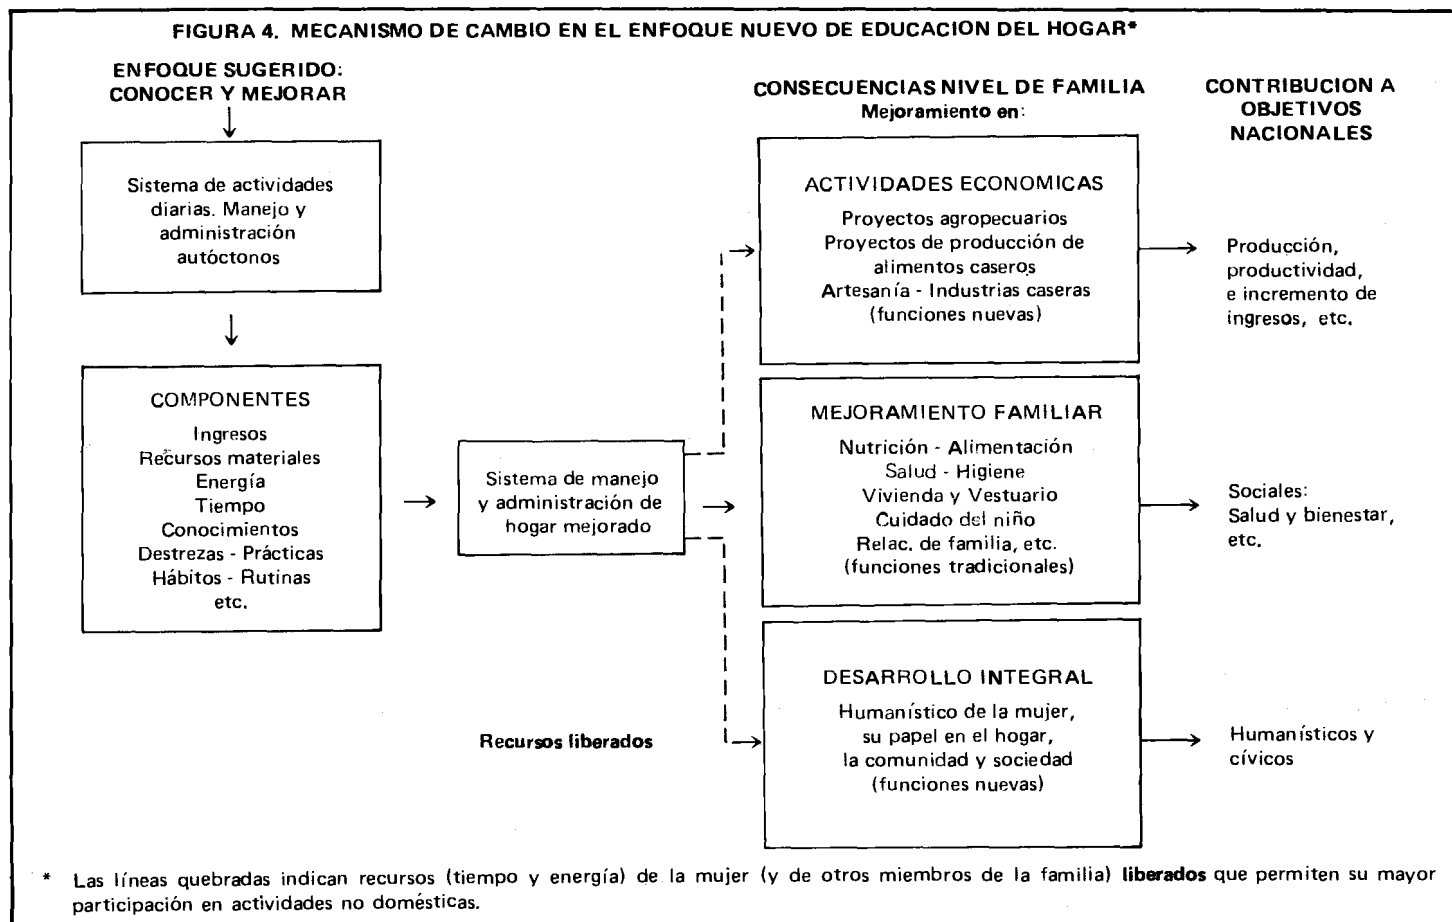 FIGURA 4. MECANISMO DE CAMBIO EN EL ENFOQUE NUEVO DE EDUCACION DEL HOGAR*
ENFOQUE SUGERIDO:
CONOCER Y MEJORAR
Sistema de actividades
diarias. Manejo y
administración
autóctonos
COMPONENTES
Ingresos
Recursos materiales
Energía
Tiempo
Conocimientos
Destrezas - Prácticas
Hábitos - Rutinas
etc.
Sistema de manejo
y administración de
hogar mejorado
Recursos liberados
CONSECUENCIAS NIVEL DE FAMILIA
Mejoramiento en:
ACTIVIDADES ECONOMICAS
Proyectos agropecuarios
Proyectos de producción de
alimentos caseros
Artesanía - Industrias caseras
(funciones nuevas)
MEJORAMIENTO FAMILIAR
Nutrición - Alimentación
Salud - Higiene
Vivienda y Vestuario
Cuidado del niño
Relac. de familia, etc.
(funciones tradicionales)
DESARROLLO INTEGRAL
Humanístico de la mujer,
su papel en el hogar,
la comunidad y sociedad
(funciones nuevas)
CONTRIBUCION A
OBJETIVOS
NACIONALES
Producción,
productividad,
e incremento de
ingresos, etc.
Sociales:
Salud y bienestar,
etc.
Humanísticos y
cívicos
* Las líneas quebradas indican recursos (tiempo y energía) de la mujer (y de otros miembros de la familia) liberados que permiten su mayor
participación en actividades no domésticas.